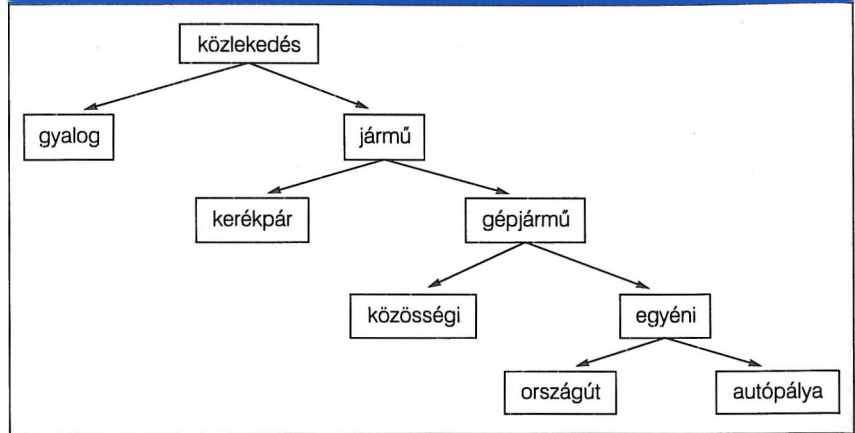 közlekedés
gyalog
jármű
kerékpár
gépjármű
közösségi
egyéni
országút
autópálya